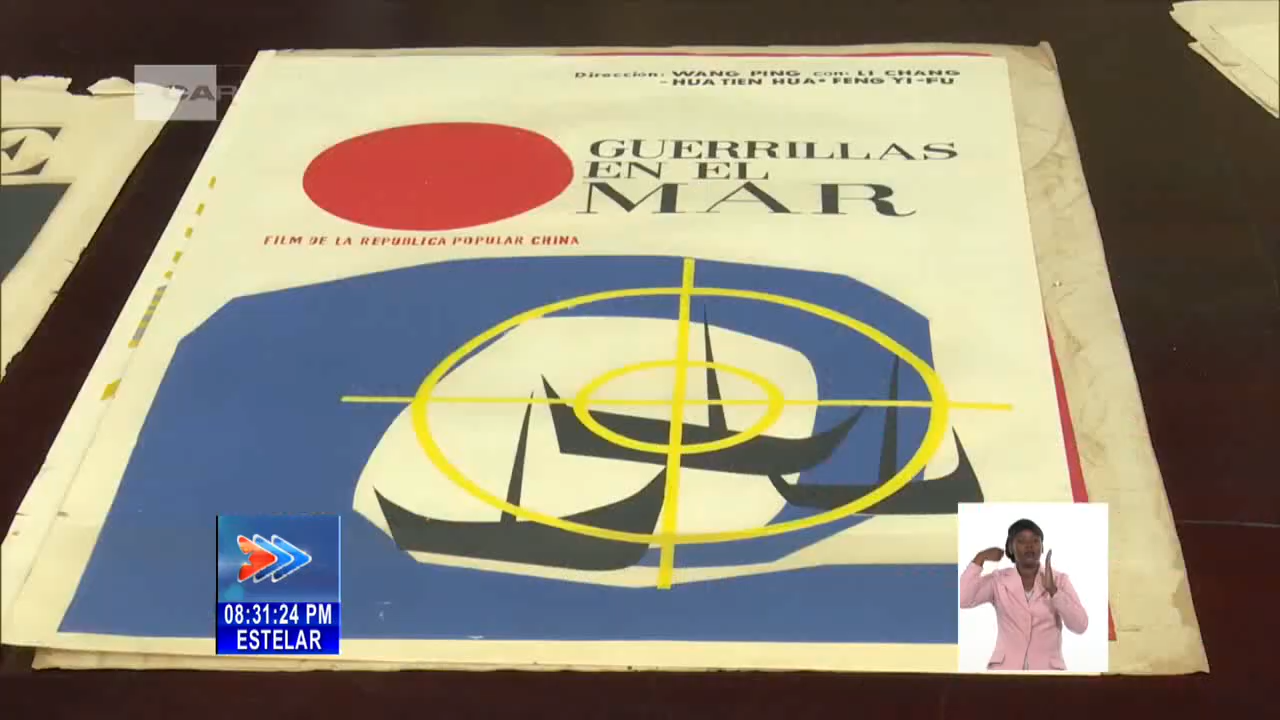 CAR
E
Dirección: WANG PING con: LI CHANG
-HUA TIEN HUA• FENG YI-FU
GUERRILLAS
EN EL
MAR
FILM DE LA REPUBLICA POPULAR CHINA
08:31:24 PM
ESTELAR